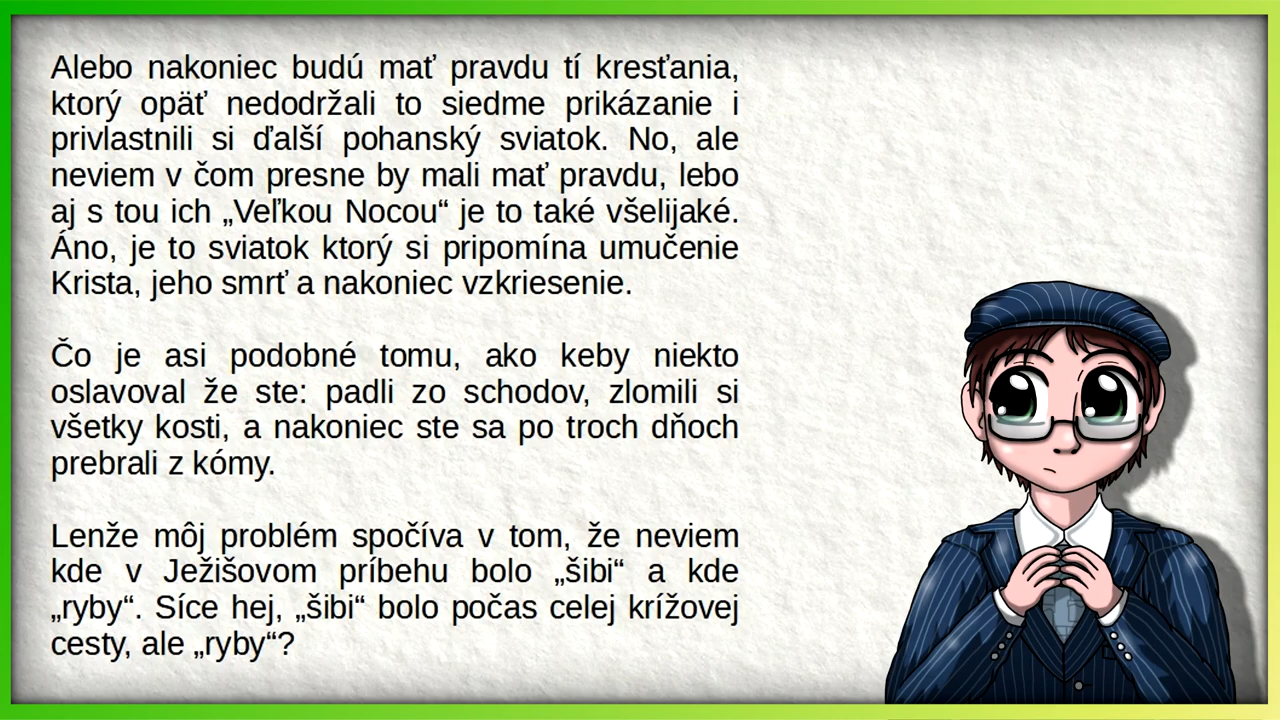 Alebo nakoniec budú mať pravdu tí kresťania,
ktorý opäť nedodržali to siedme prikázanie i
privlastnili si ďalší pohanský sviatok. No, ale
neviem v čom presne by mali mať pravdu, lebo
aj s tou ich „Veľkou Nocou“ je to také všelijaké.
Áno, je to sviatok ktorý si pripomína umučenie
Krista, jeho smrť a nakoniec vzkriesenie.
Čo je asi podobné tomu, ako keby niekto
oslavoval že ste: padli zo schodov, zlomili si
všetky kosti, a nakoniec ste sa po troch dňoch
prebrali z kómy.
Lenže môj problém spočíva v tom, že neviem
kde v Ježišovom príbehu bolo „šibi“ a kde
„ryby“. Síce hej, „šibi“ bolo počas celej krížovej
cesty, ale „ryby“?